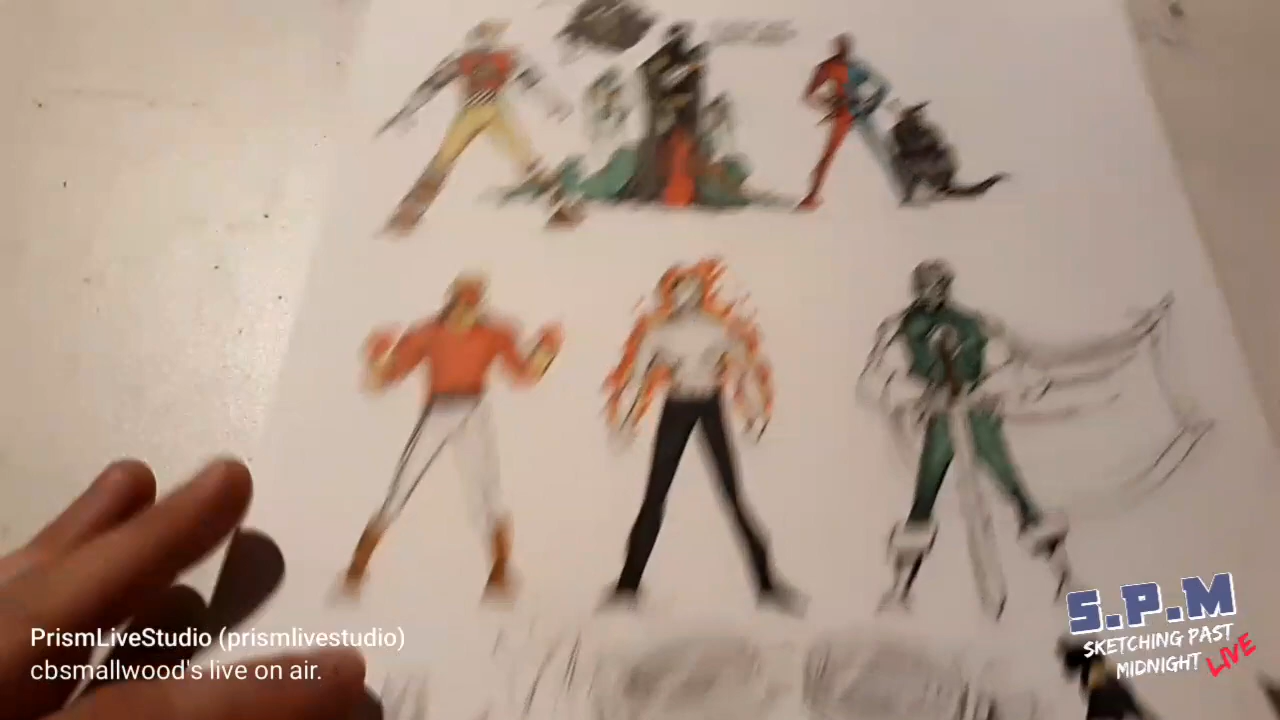 PrismLiveStudio (prismlivestudio)
cbsmallwood's live on air.
S.P.M
SKETCHING PAST
MIDNIGHT LIVE